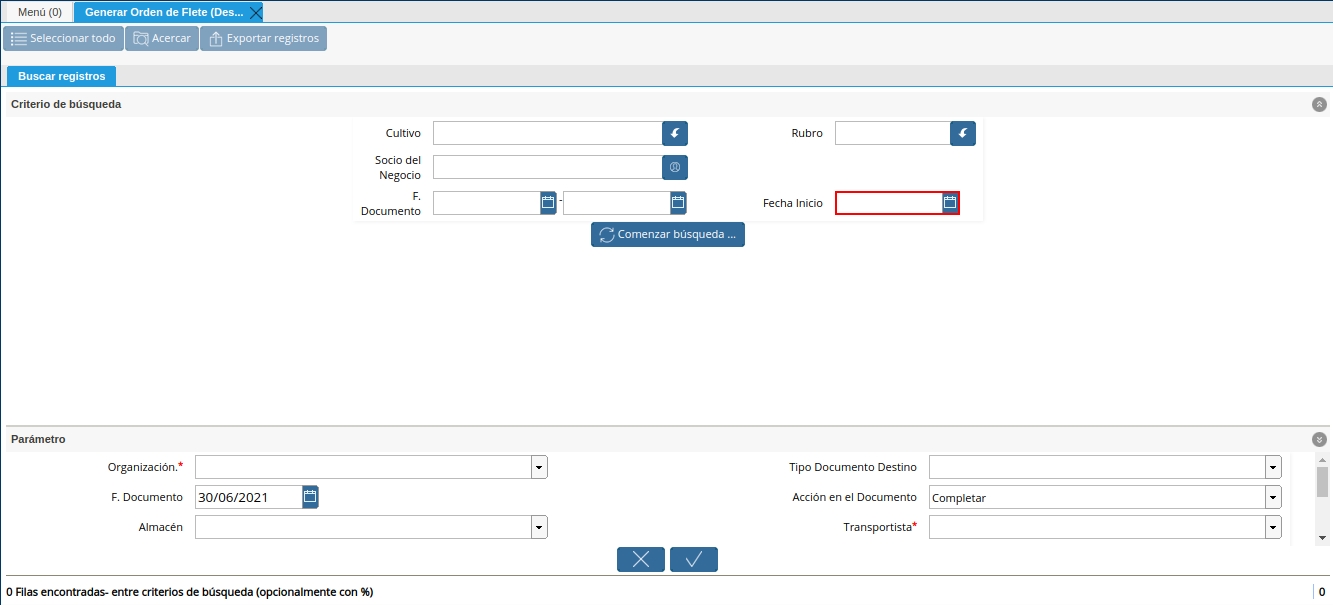 Menú (0)
Generar Orden de Flete (Des...
Seleccionar todo
Acercar
Exportar registros
Buscar registros
Criterio de búsqueda
Cultivo
Rubro
Socio del
Negocio
F.
Documento
-
Fecha Inicio
Comenzar búsqueda ...
Parámetro
Organización.*
Tipo Documento Destino
F. Documento
30/06/2021
Acción en el Documento
Completar
Almacén
Transportista*
0 Filas encontradas- entre criterios de búsqueda (opcionalmente con %)
0